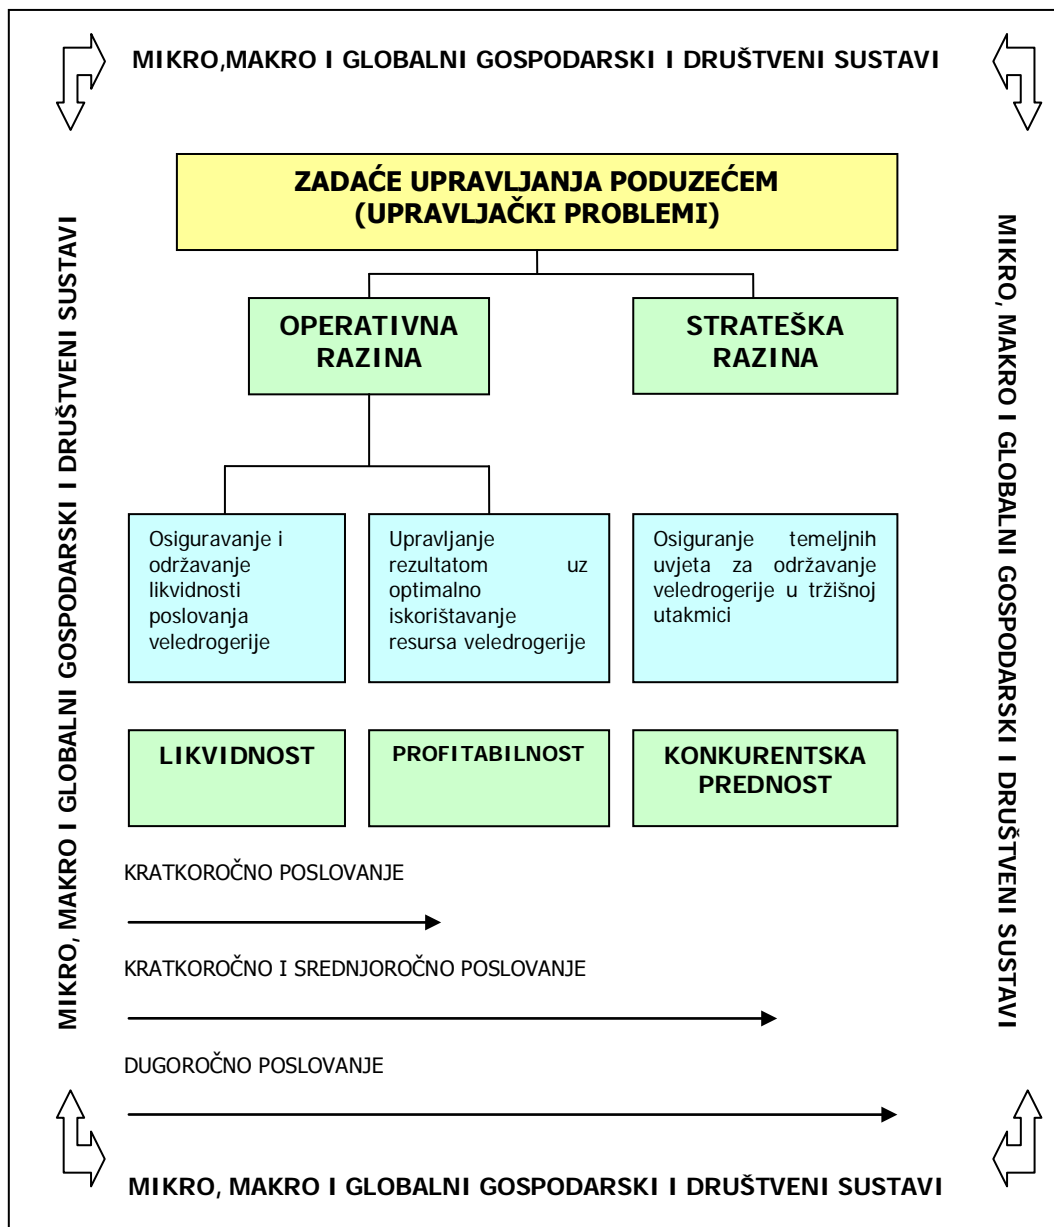 MIKRO,MAKRO I GLOBALNI GOSPODARSKI I DRUŠTVENI SUSTAVI
ZADAĆE UPRAVLJANJA PODUZEĆEM
(UPRAVLJAČKI PROBLEMI)
MIKRO, MAKRO I GLOBALNI GOSPODARSKI I DRUŠTVENI SUSTAVI
MIKRO, MAKRO I GLOBALNI GOSPODARSKI I DRUŠTVENI SUSTAVI
OPERATIVNA
RAZINA
STRATEŠKA
RAZINA
Osiguravanje i
održavanje
likvidnosti
poslovanja
veledrogerije
Upravljanje
rezultatom uz
optimalno
iskorištavanje
resursa veledrogerije
Osiguranje temeljnih
uvjeta za održavanje
veledrogerije u tržišnoj
utakmici
LIKVIDNOST
PROFITABILNOST
KONKURENTSKA
PREDNOST
KRATKOROČNO POSLOVANJE
KRATKOROČNO I SREDNJOROČNO POSLOVANJE
DUGOROČNO POSLOVANJE
MIKRO, MAKRO I GLOBALNI GOSPODARSKI I DRUŠTVENI SUSTAVI